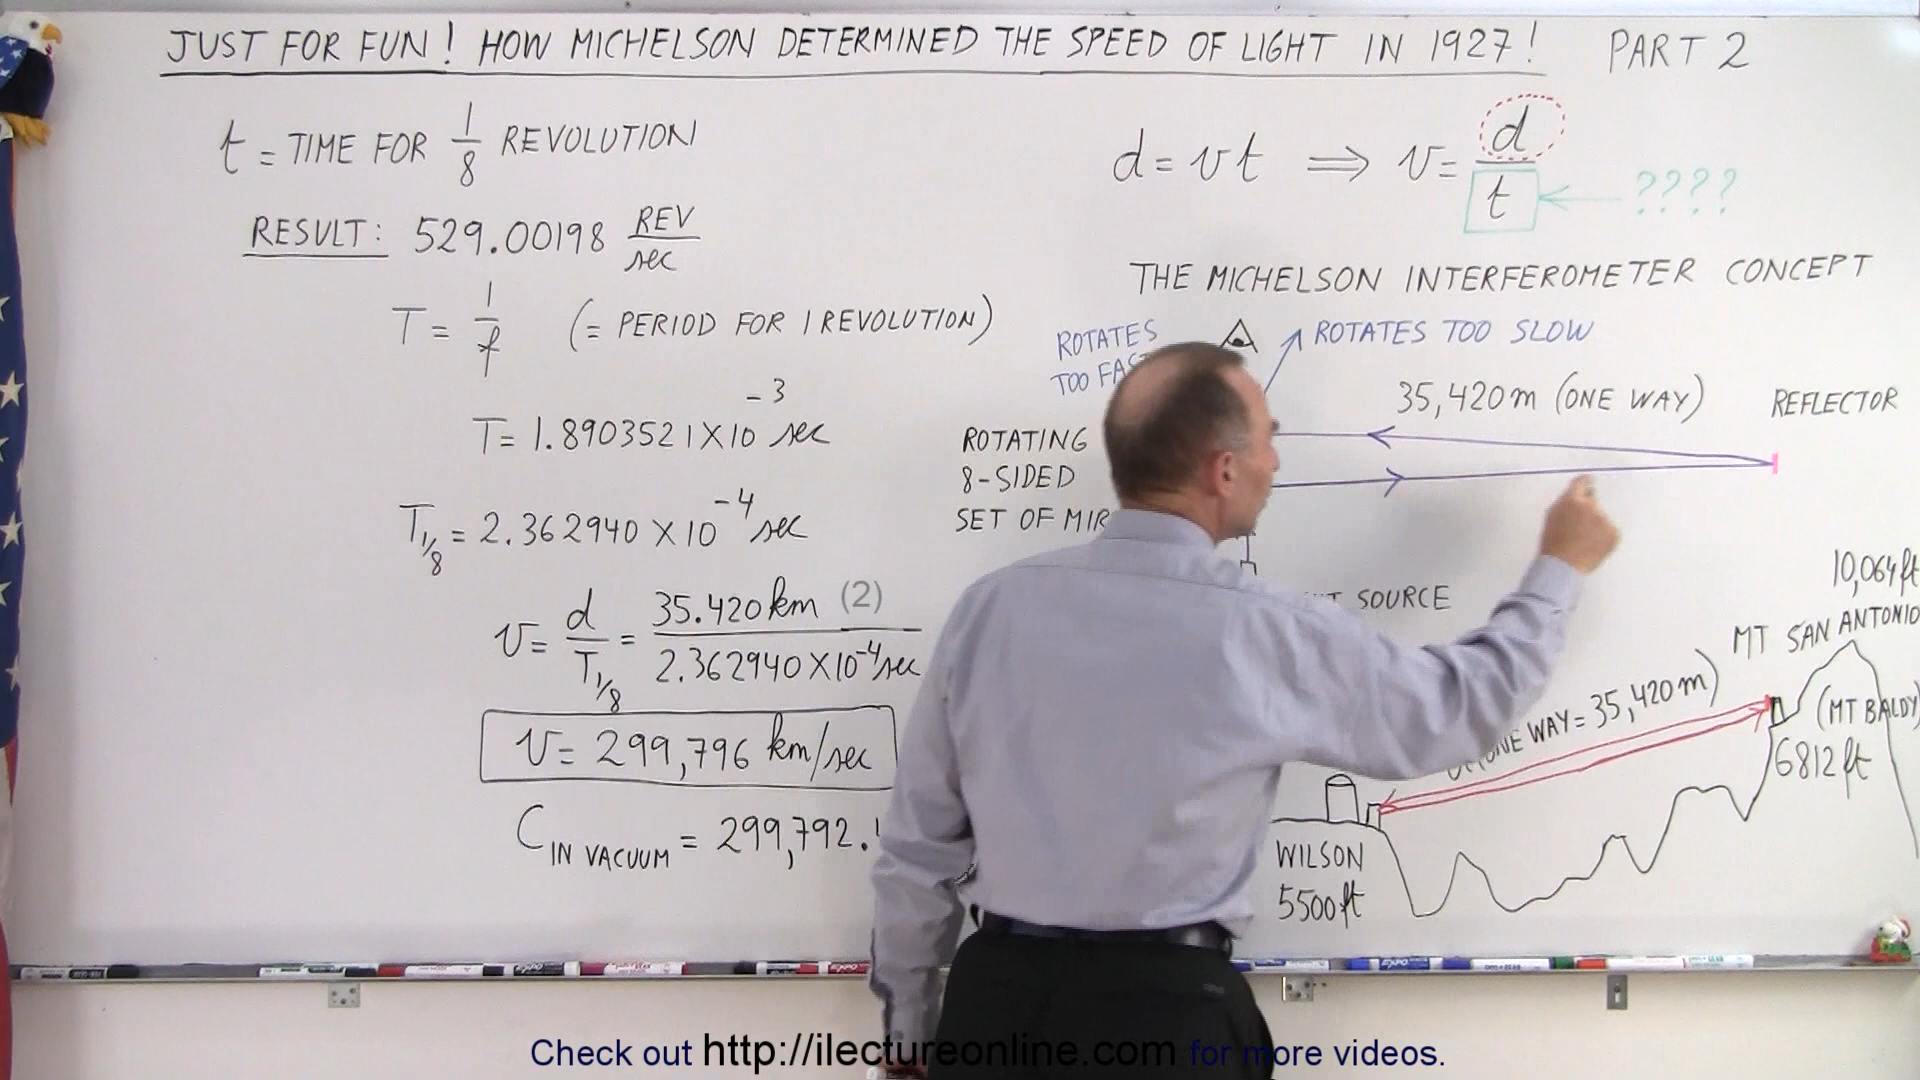 JUST FOR FUN! HOW MICHELSON DETERMINED THE SPEED OF LIGHT IN 1927! PART 2
t = TIME FOR 1/8 REVOLUTION
RESULT: 529.00198 REV/sec
T = 1/f (= PERIOD FOR 1 REVOLUTION)
T = 1.8903521 X 10^-3 sec
T1/8 = 2.362940 X 10^-4 sec
v = d/T1/8 = 35.420 km (2) / 2.362940 X 10^-4 sec
v = 299,796 km/sec
C IN VACUUM = 299,792.
d = vt ⇒ v = d/t ← ????
THE MICHELSON INTERFEROMETER CONCEPT
ROTATES
TOO
ROTATES TOO SLOW
35,420 m (ONE WAY)
REFLECTOR
ROTATING
8-SIDED
SET OF
SOURCE
10,064 ft
MT SAN ANTONIO
(MT BALDY)
6812 ft
ONE WAY = 35,420 m)
WILSON
5500 ft
Check out http://ilectureonline.com for more videos.